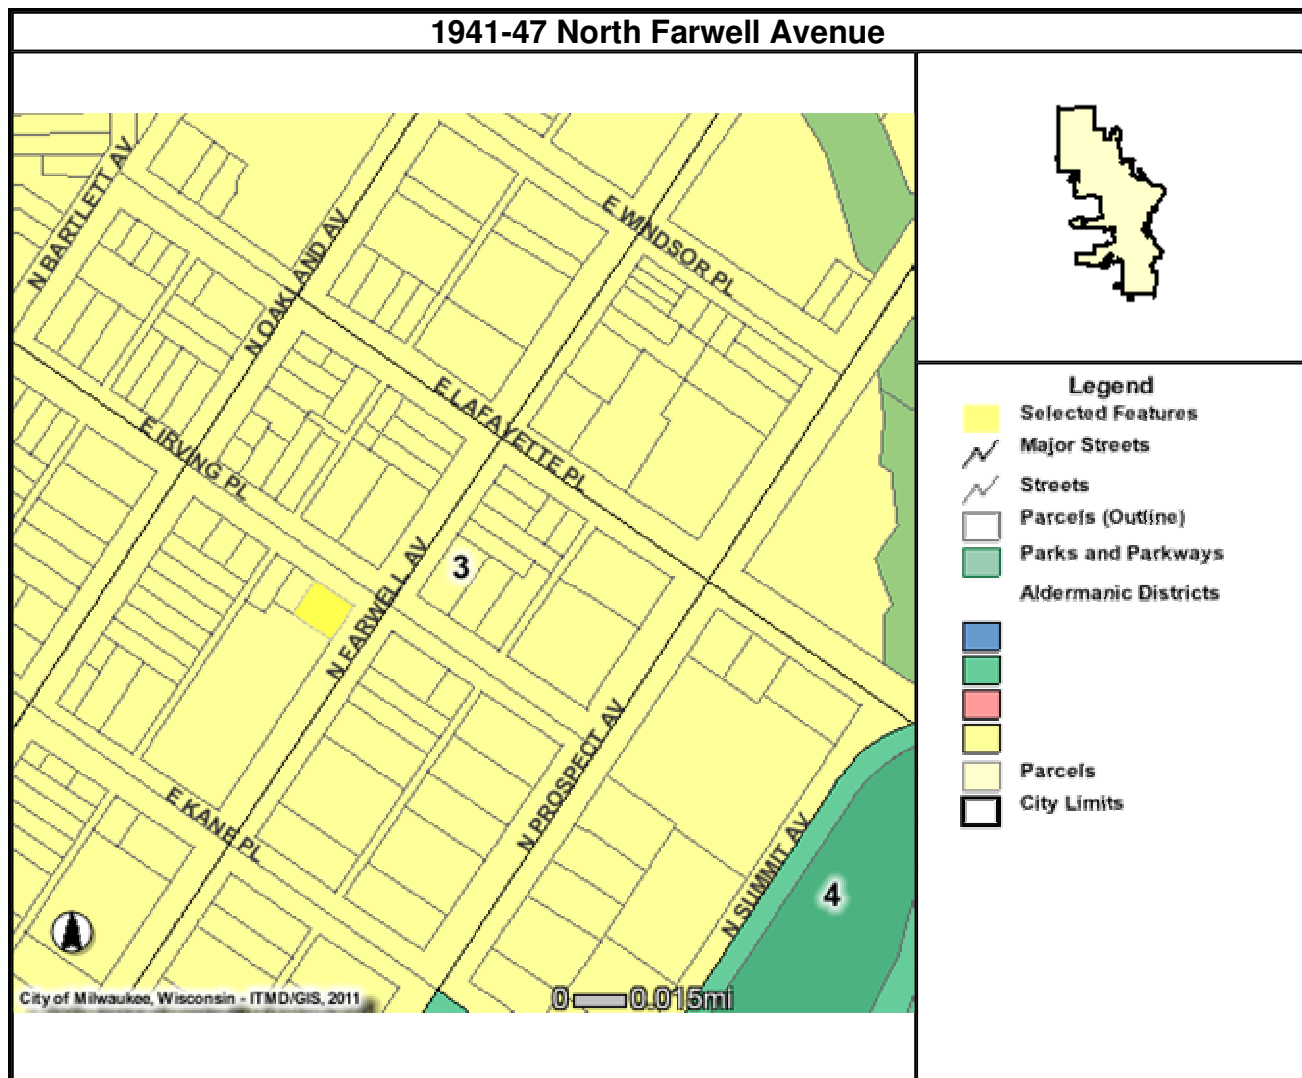 1941-47 North Farwell Avenue
N BARTLETT AV
N OAKLAND AV
E WINDSOR PL
E LAFAYETTE PL
E IRVING PL
3
N FARWELL AV
N PROSPECT AV
E KANE PL
N SUMMIT AV
4
City of Milwaukee, Wisconsin - ITMD/GIS, 2011
0 0.015mi
Legend
Selected Features
Major Streets
Streets
Parcels (Outline)
Parks and Parkways
Aldermanic Districts
Parcels
City Limits